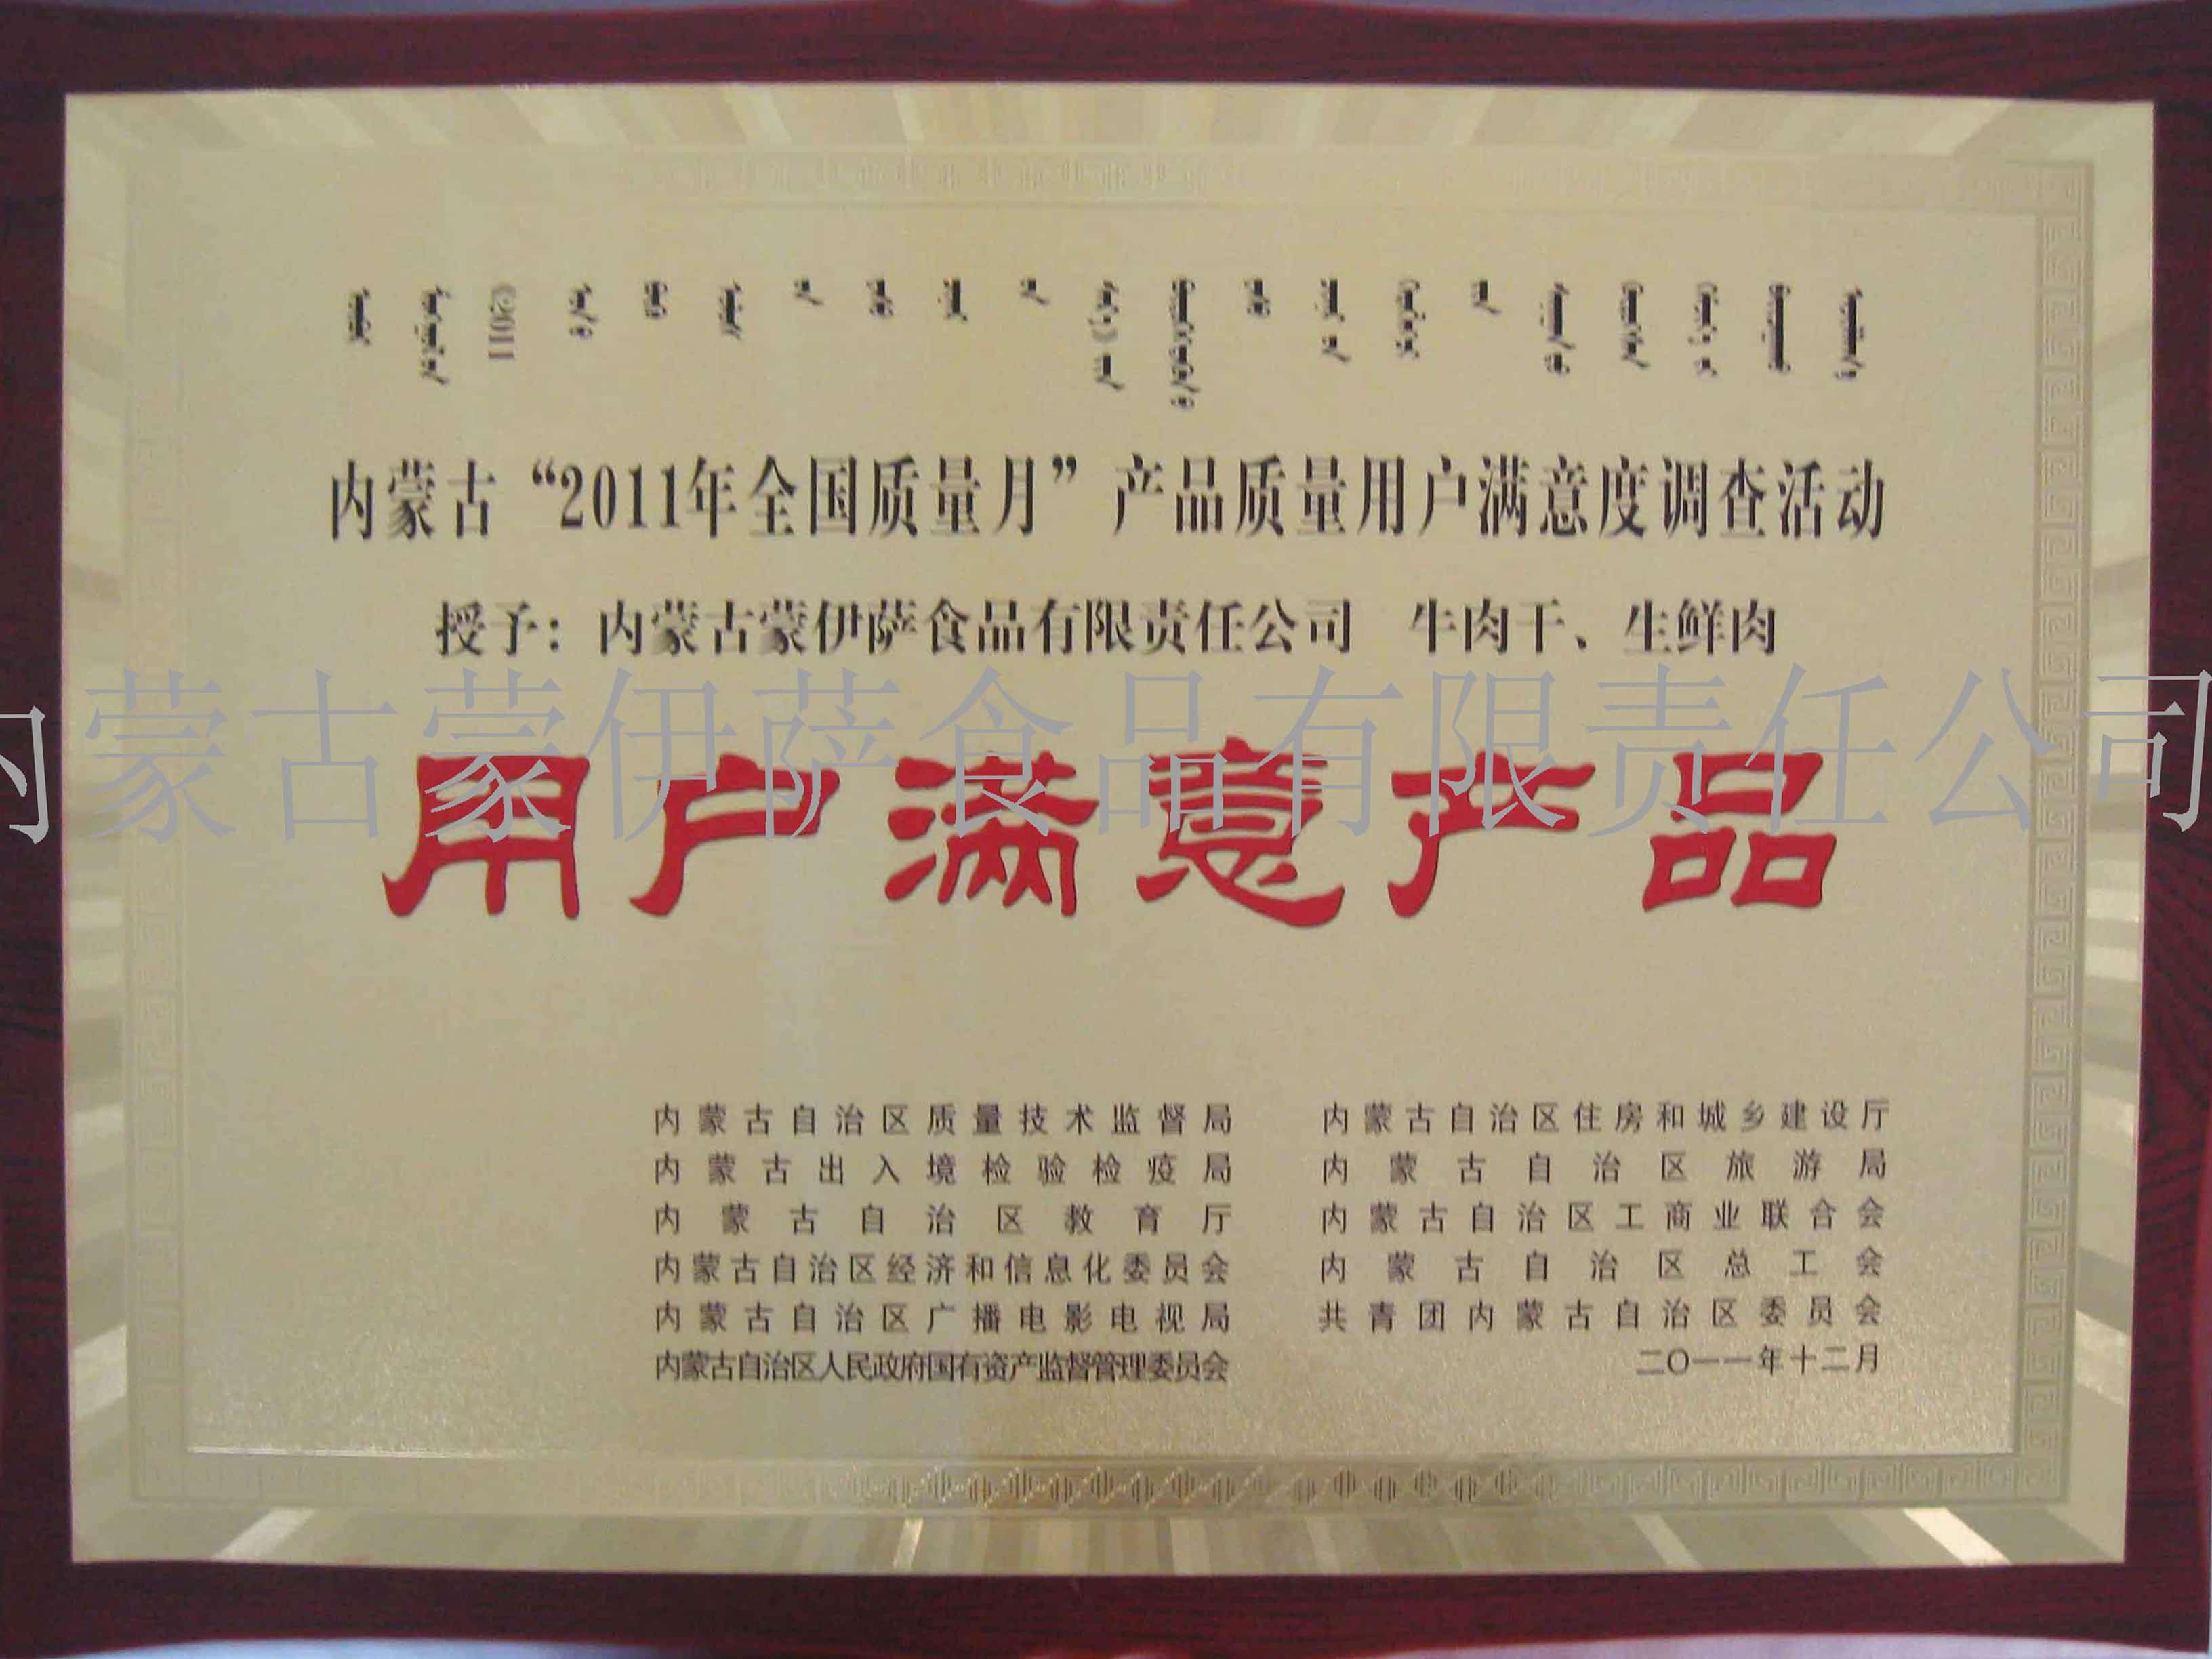 内蒙古“2011年全国质量月”产品质量用户满意度调查活动
授予：内蒙古蒙伊萨食品有限责任公司 牛肉干、生鲜肉
内蒙古蒙伊萨食品有限责任公司
用户满意产品
内蒙古自治区质量技术监督局
内蒙古出入境检验检疫局
内蒙古自治区教育厅
内蒙古自治区经济和信息化委员会
内蒙古自治区广播电影电视局
内蒙古自治区人民政府国有资产监督管理委员会
内蒙古自治区住房和城乡建设厅
内蒙古自治区旅游局
内蒙古自治区工商业联合会
内蒙古自治区总工会
共青团内蒙古自治区委员会
二〇一一年十二月